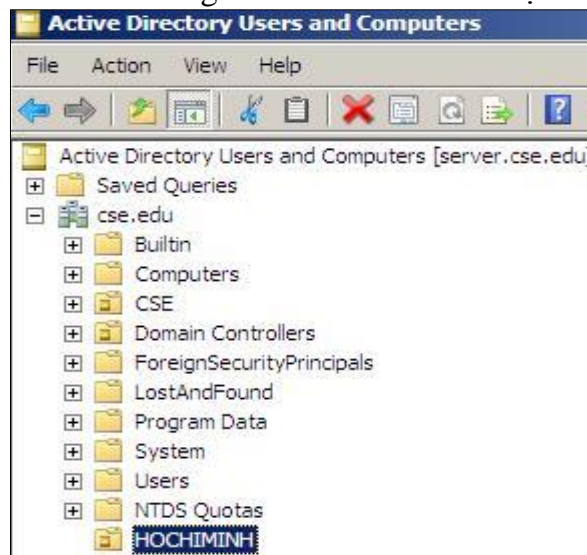 Active Directory Users and Computers
File Action View Help
Active Directory Users and Computers [server.cse.edu]
Saved Queries
cse.edu
Builtin
Computers
CSE
Domain Controllers
ForeignSecurityPrincipals
LostAndFound
Program Data
System
Users
NTDS Quotas
HOCHIMINH